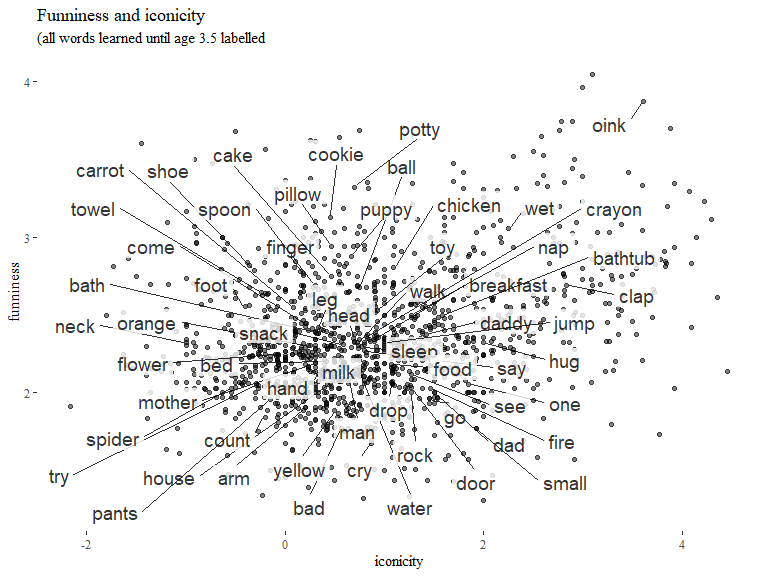 Funniness and iconicity
(all words learned until age 3.5 labelled
4
oink
potty
cake
cookie
carrot
shoe
ball
pillow
towel
spoon
puppy
chicken
wet
crayon
3
come
finger
toy
nap
bathtub
bath
foot
leg
walk
breakfast
clap
funniness
neck
orange
snack
head
daddy
jump
flower
bed
milk
sleep
food
say
hug
2
mother
hand
drop
go
see
one
spider
count
man
dad
fire
try
house
arm
yellow
cry
rock
door
small
pants
bad
water
-2
0
2
4
iconicity